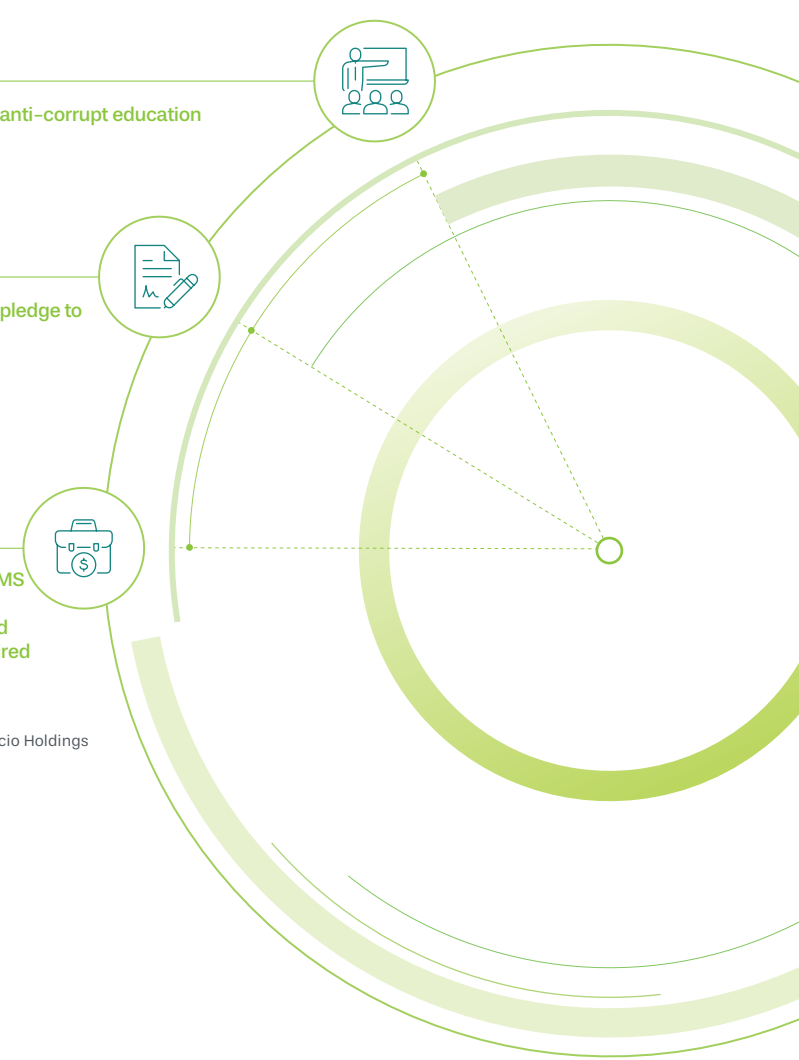 anti-corrupt education
pledge to
MS
d
red
cio Holdings